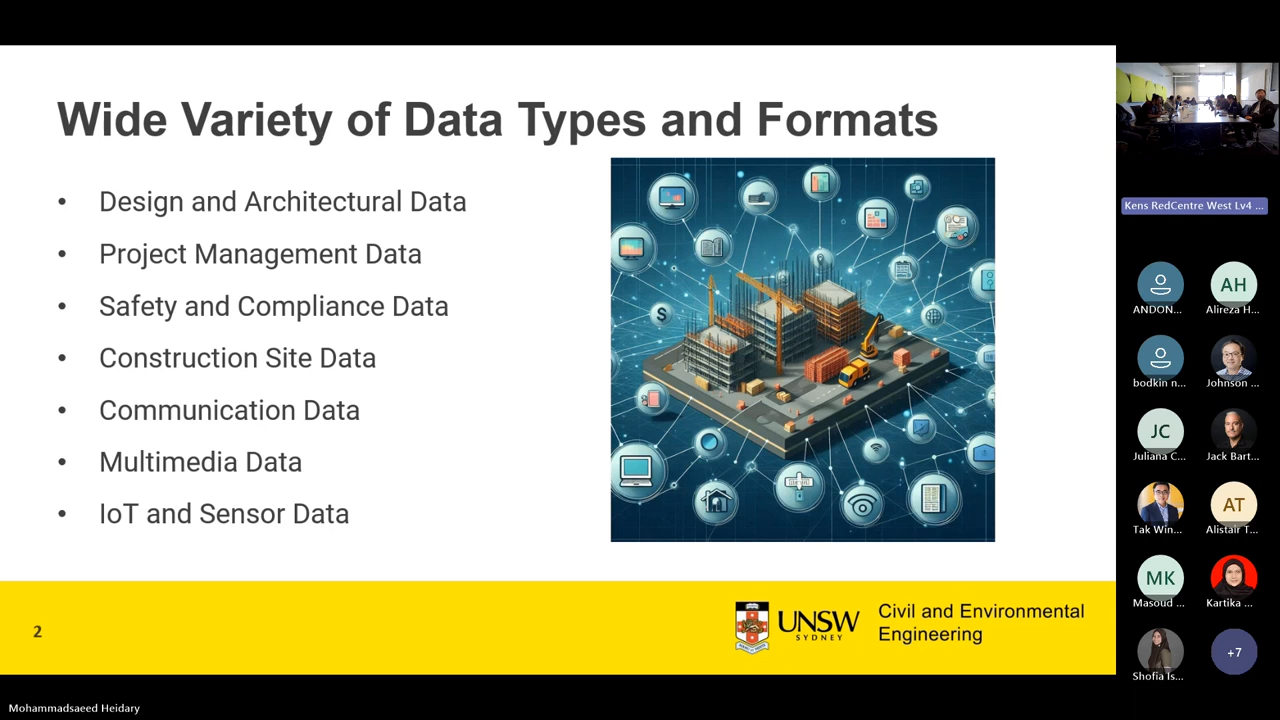 Wide Variety of Data Types and Formats
• Design and Architectural Data
• Project Management Data
• Safety and Compliance Data
• Construction Site Data
• Communication Data
• Multimedia Data
• IoT and Sensor Data
$
2
UNSW
SYDNEY
Civil and Environmental
Engineering
Kens RedCentre West Lv4 ...
ANDON...
AH
Alireza H...
bodkin n...
Johnson ...
JC
Juliana C...
Jack Bart...
Tak Win...
AT
Alistair T...
MK
Masoud ...
Kartika ...
Shofia Is...
+7
Mohammadsaeed Heidary